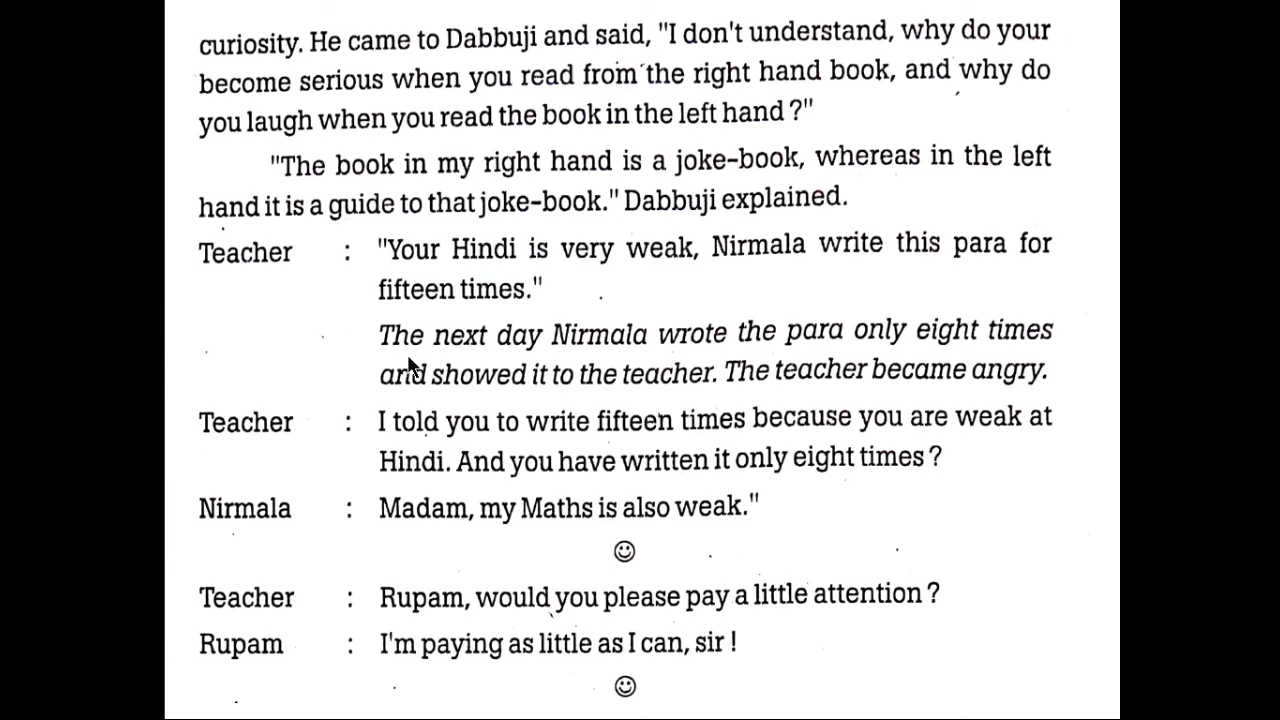 curiosity. He came to Dabbuji and said, "I don't understand, why do your
become serious when you read from the right hand book, and why do
you laugh when you read the book in the left hand ?"
"The book in my right hand is a joke-book, whereas in the left
hand it is a guide to that joke-book." Dabbuji explained.
Teacher : "Your Hindi is very weak, Nirmala write this para for
fifteen times."
The next day Nirmala wrote the para only eight times
and showed it to the teacher. The teacher became angry.
Teacher : I told you to write fifteen times because you are weak at
Hindi. And you have written it only eight times ?
Nirmala : Madam, my Maths is also weak."
Teacher : Rupam, would you please pay a little attention ?
Rupam : I'm paying as little as I can, sir !